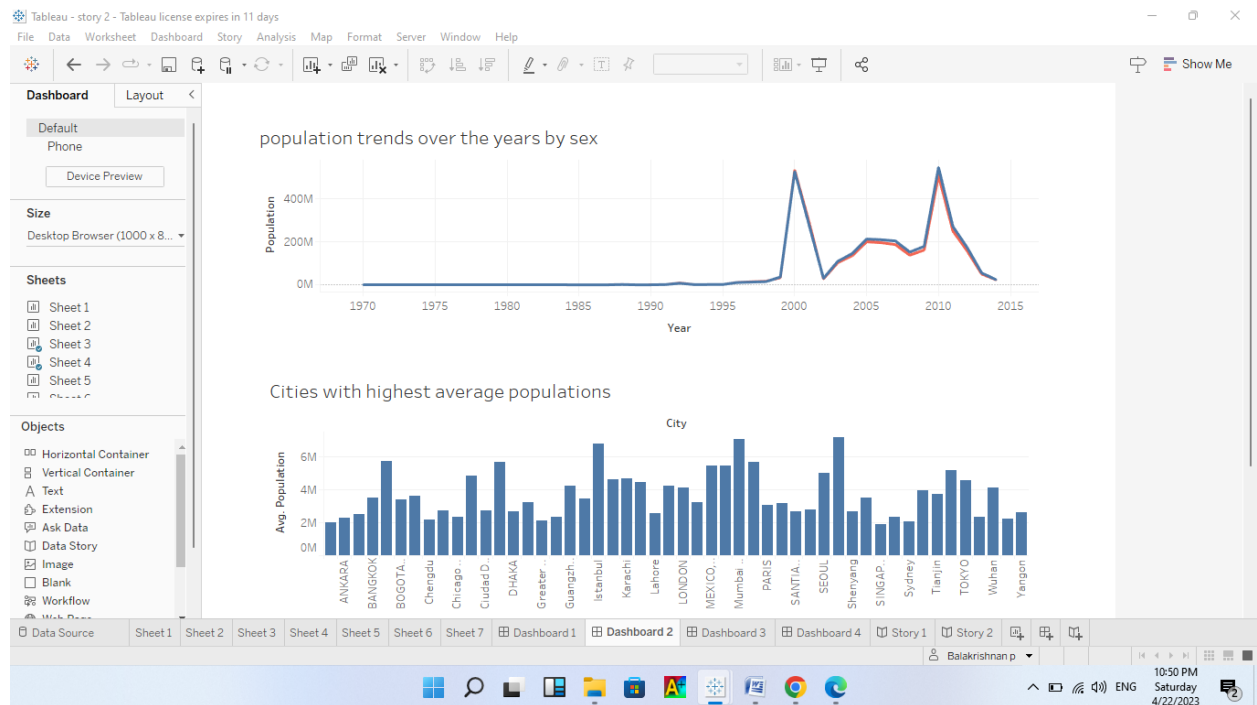 Tableau - story 2 - Tableau license expires in 11 days
File Data Worksheet Dashboard Story Analysis Map Format Server Window Help
Show Me
Dashboard Layout
Default
Phone
Device Preview
Size
Desktop Browser (1000 x 8...
Sheets
Sheet 1
Sheet 2
Sheet 3
Sheet 4
Sheet 5
Objects
Horizontal Container
Vertical Container
Text
Extension
Ask Data
Data Story
Image
Blank
Workflow
Web Page
population trends over the years by sex
Population
400M
200M
0M
1970 1975 1980 1985 1990 1995 2000 2005 2010 2015
Year
Cities with highest average populations
City
Avg. Population
6M
4M
2M
0M
ANKARA
BANGKOK
BOGOTA..
Chengdu
Chicago ..
Ciudad D..
DHAKA
Greater ..
Guangzh..
Istanbul
Karachi
Lahore
LONDON
MEXICO,..
Mumbai ..
PARIS
SANTIA..
SEOUL
Shenyang
SINGAP..
Sydney
Tianjin
TOKYO
Wuhan
Yangon
Data Source Sheet 1 Sheet 2 Sheet 3 Sheet 4 Sheet 5 Sheet 6 Sheet 7 Dashboard 1 Dashboard 2 Dashboard 3 Dashboard 4 Story 1 Story 2
Balakrishnan p
ENG
10:50 PM
Saturday
4/22/2023
2